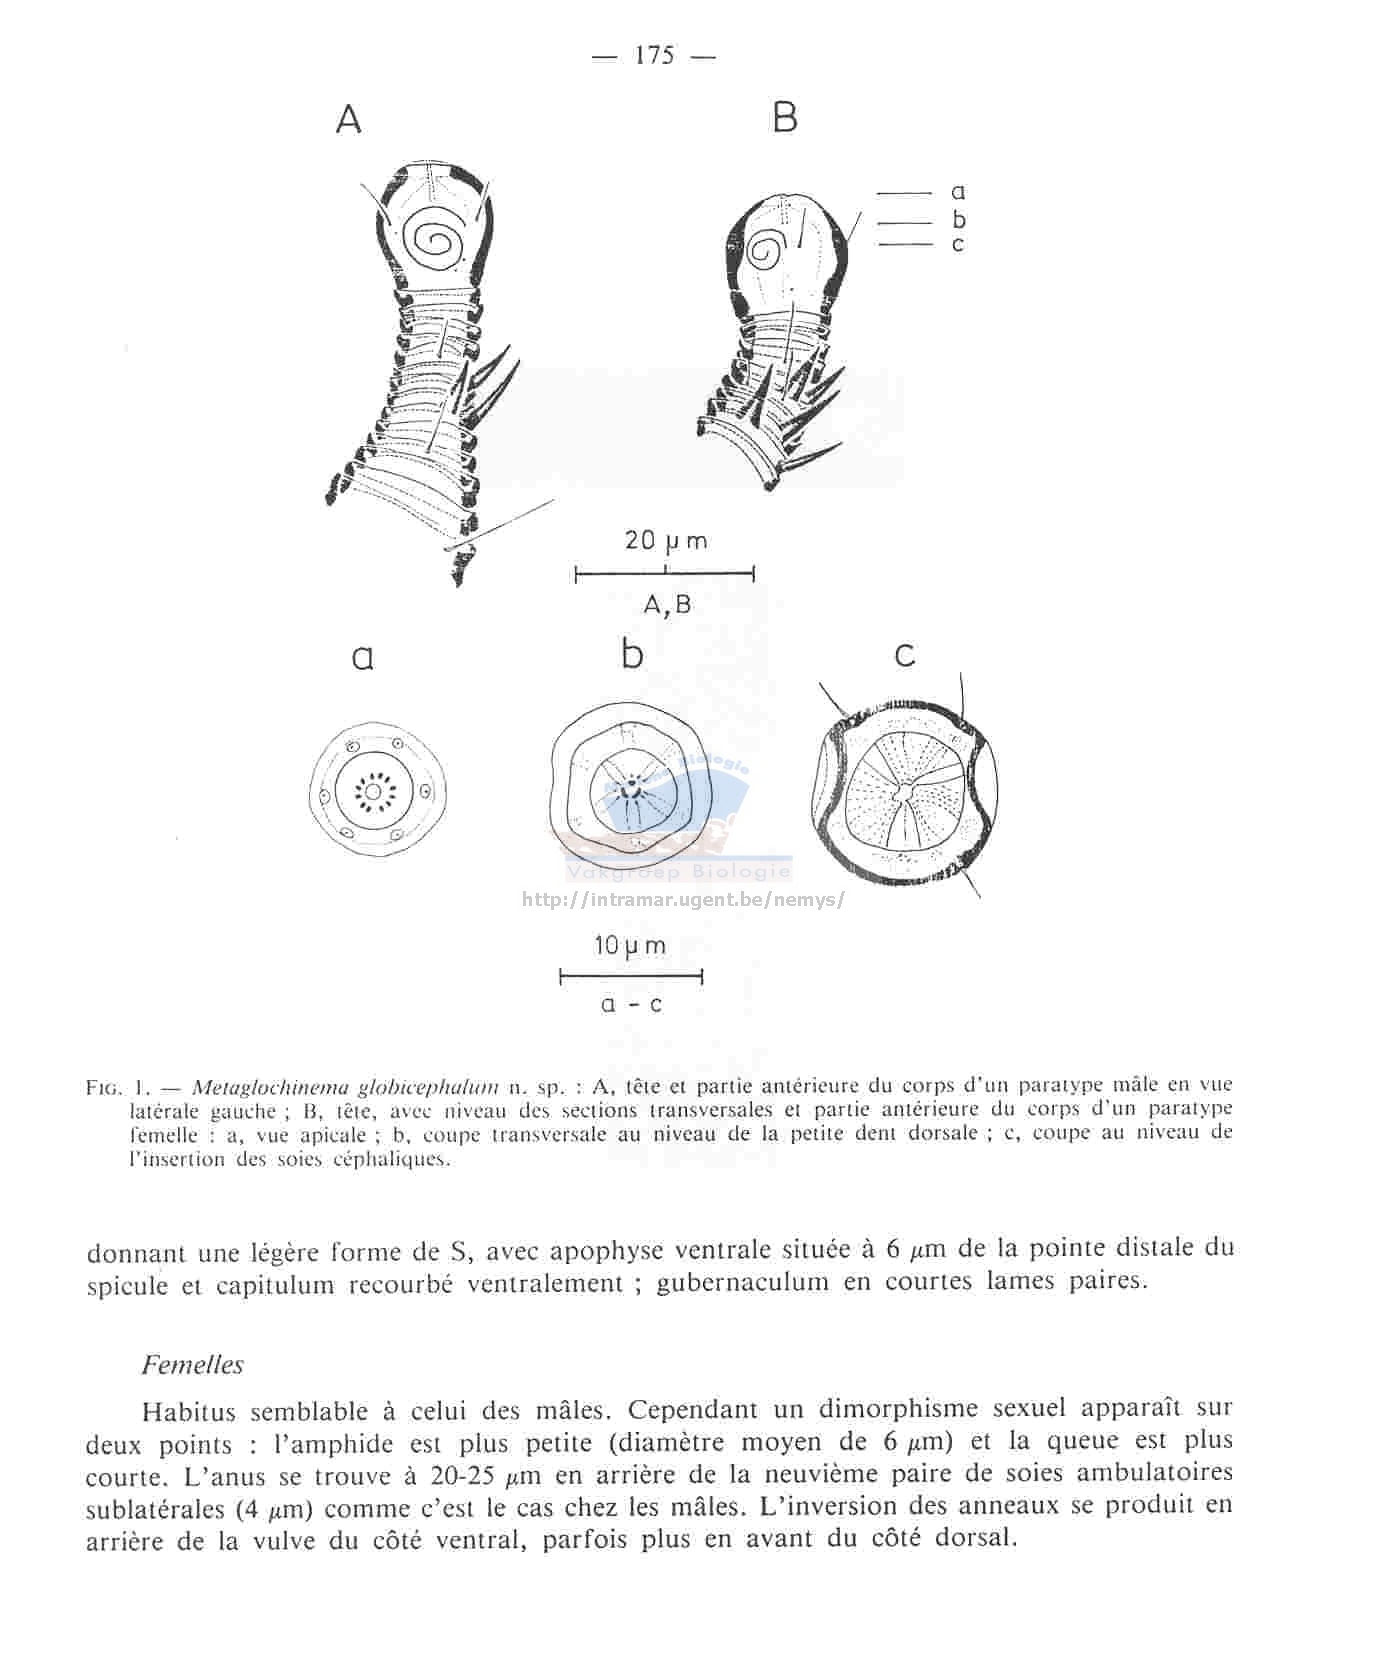 — 175 —
A
B
a
b
c
20 µm
A,B
a
b
c
Marine Biologie
Vakgroep Biologie
http://intramar.ugent.be/nemys/
10 µm
a - c
FIG. 1. — Metaglochinema globicephalum n. sp. : A, tête et partie antérieure du corps d'un paratype mâle en vue
latérale gauche ; B, tête, avec niveau des sections transversales et partie antérieure du corps d'un paratype
femelle : a, vue apicale ; b, coupe transversale au niveau de la petite dent dorsale ; c, coupe au niveau de
l'insertion des soies céphaliques.
donnant une légère forme de S, avec apophyse ventrale située à 6 µm de la pointe distale du
spicule et capitulum recourbé ventralement ; gubernaculum en courtes lames paires.
Femelles
Habitus semblable à celui des mâles. Cependant un dimorphisme sexuel apparaît sur
deux points : l'amphide est plus petite (diamètre moyen de 6 µm) et la queue est plus
courte. L'anus se trouve à 20-25 µm en arrière de la neuvième paire de soies ambulatoires
sublatérales (4 µm) comme c'est le cas chez les mâles. L'inversion des anneaux se produit en
arrière de la vulve du côté ventral, parfois plus en avant du côté dorsal.